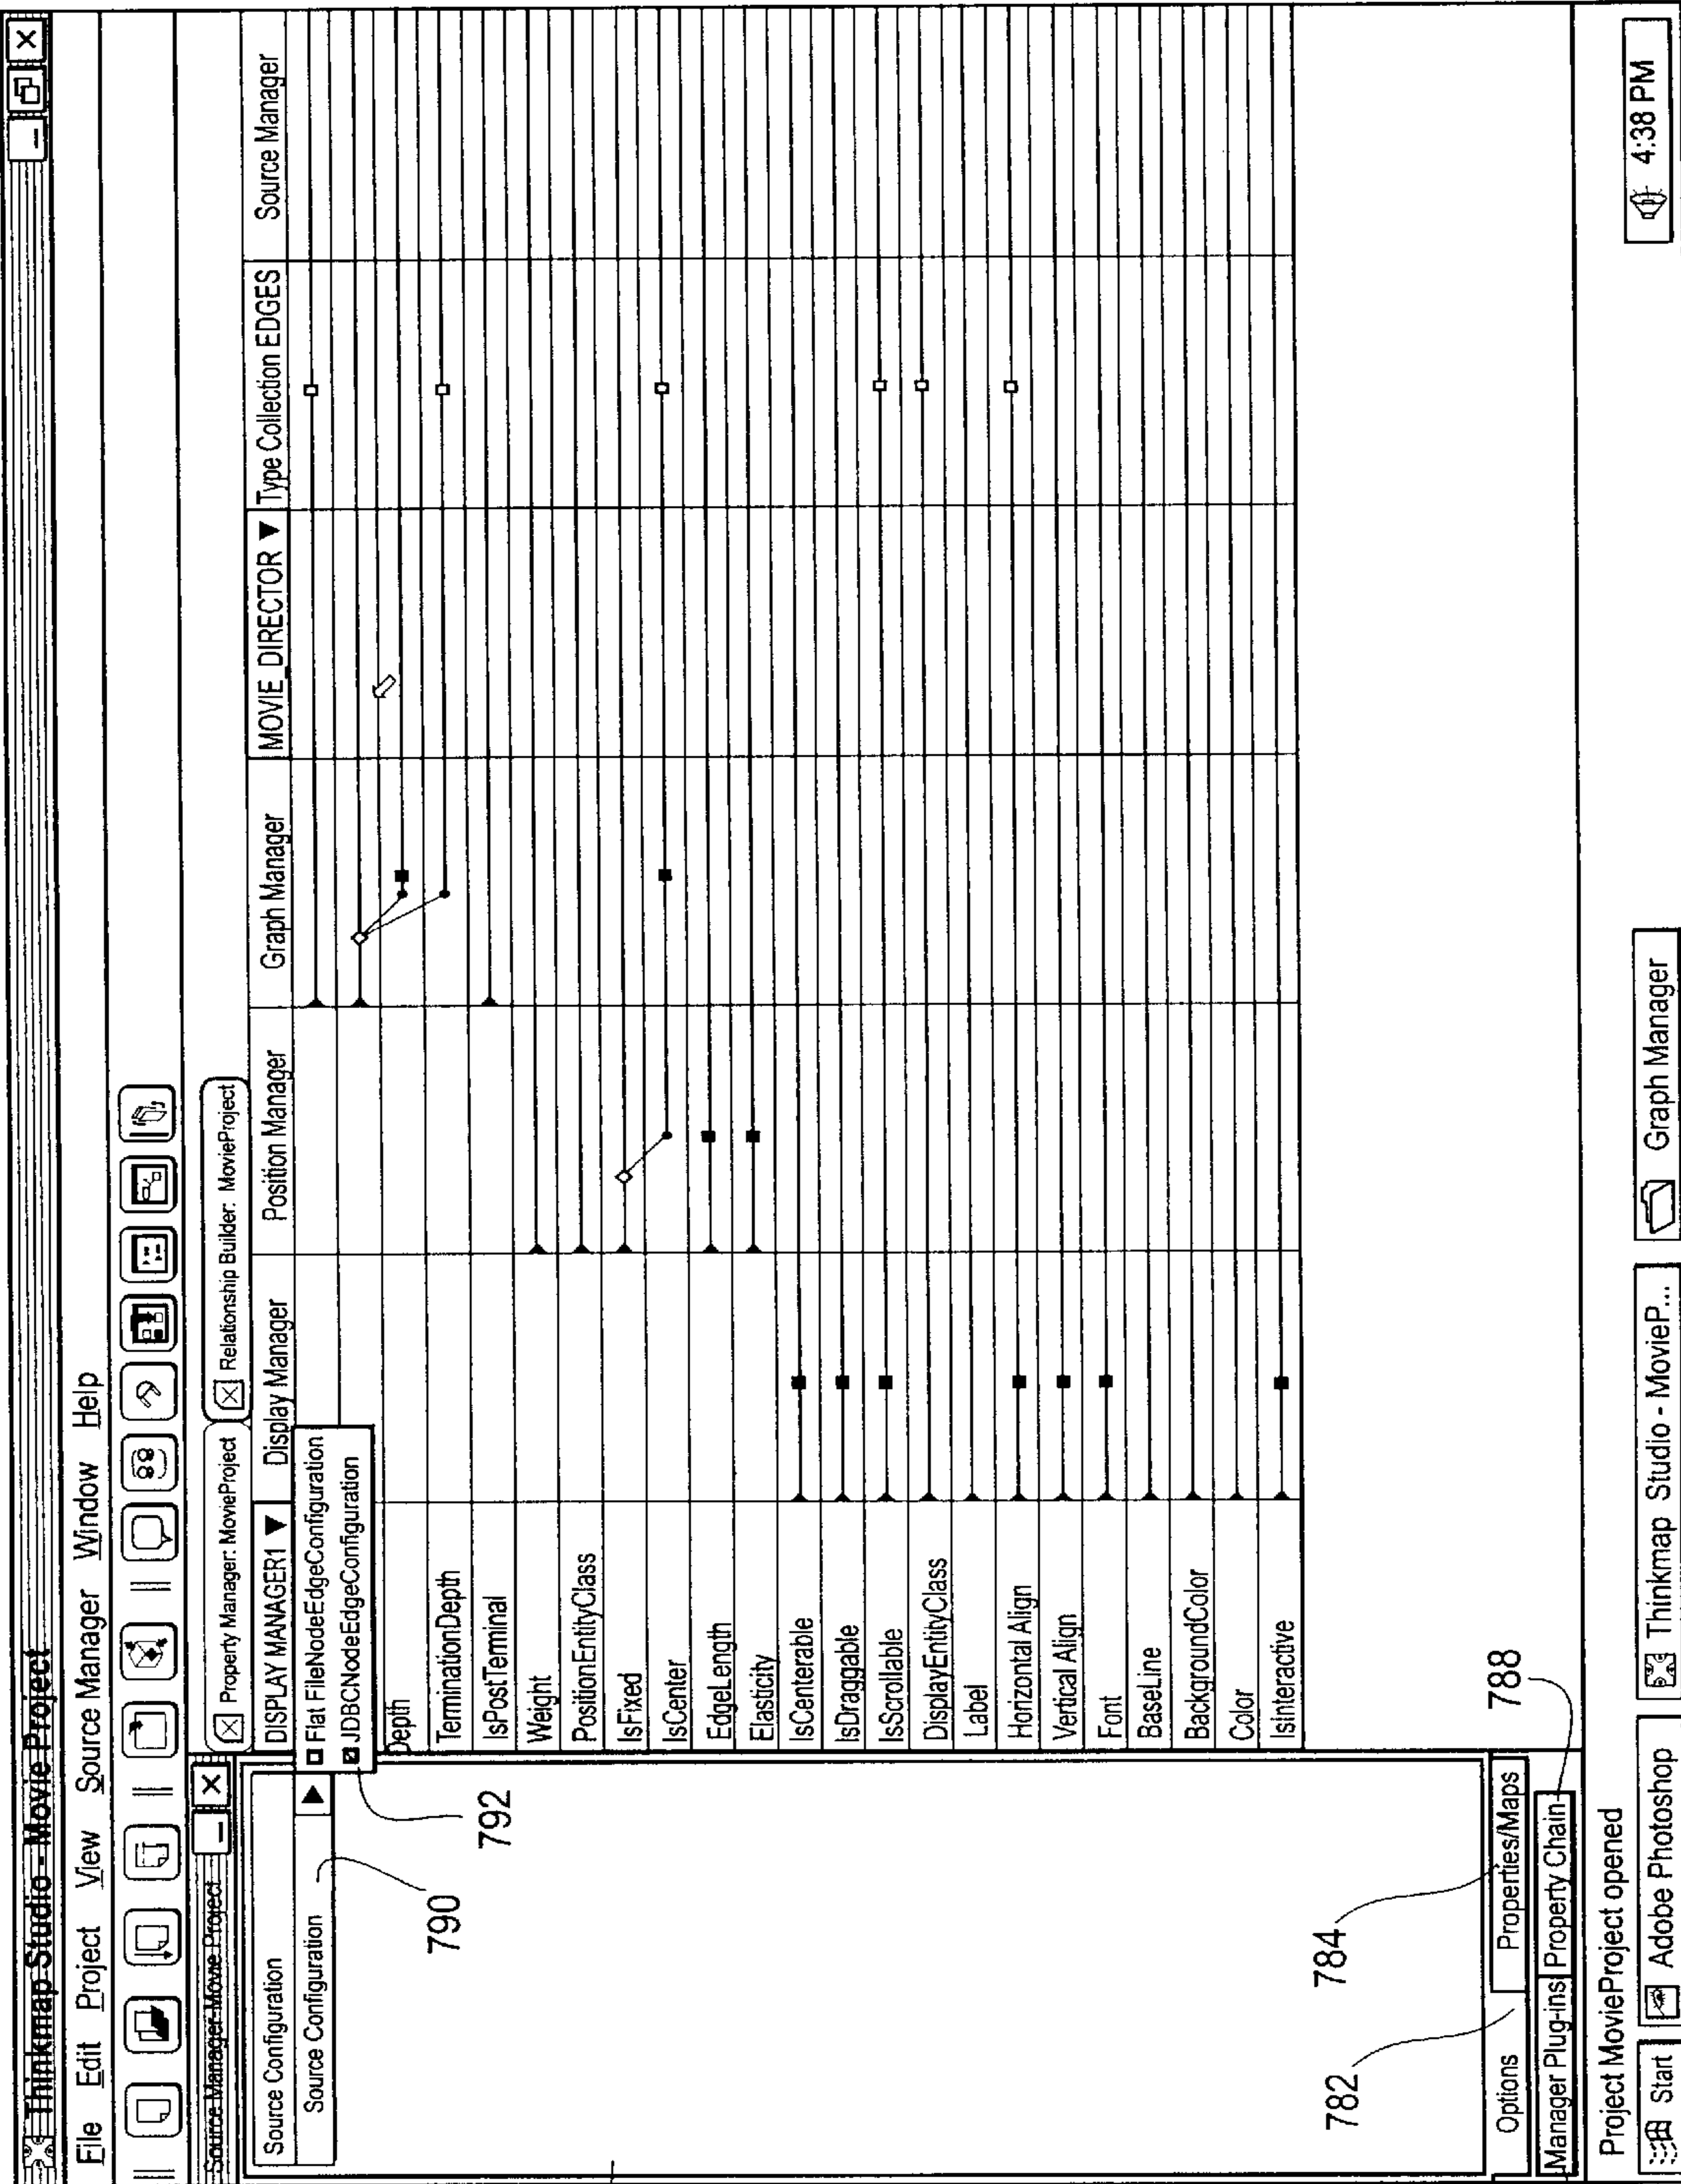 Thinkmap Studio - Movie Project
File Edit Project View Source Manager Window Help
Source Manager-Movie Project
Property Manager: MovieProject
Relationship Builder: MovieProject
Source Configuration
Source Configuration
DISPLAY MANAGER1 ▼ Display Manager Position Manager Graph Manager MOVIE_DIRECTOR ▼ Type Collection EDGES Source Manager
Flat FileNodeEdgeConfiguration
JDBCNodeEdgeConfiguration
Depth
TerminationDepth
IsPostTerminal
Weight
PositionEntityClass
IsFixed
IsCenter
EdgeLength
Elasticity
IsCenterable
IsDraggable
IsScrollable
DisplayEntityClass
Label
Horizontal Align
Vertical Align
Font
BaseLine
BackgroundColor
Color
IsInteractive
790
792
782
784
788
Options Properties/Maps
Manager Plug-ins Property Chain
Project MovieProject opened
Start Adobe Photoshop Thinkmap Studio - MovieP... Graph Manager 4:38 PM